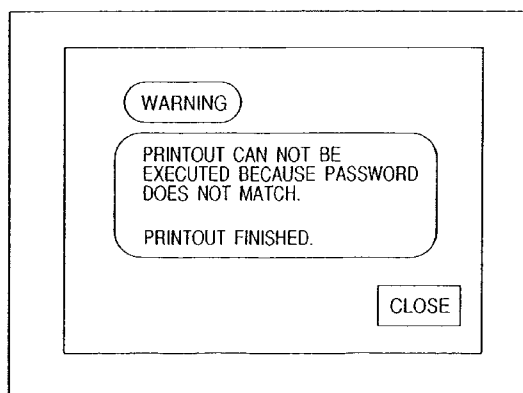 WARNING
PRINTOUT CAN NOT BE
EXECUTED BECAUSE PASSWORD
DOES NOT MATCH.
PRINTOUT FINISHED.
CLOSE